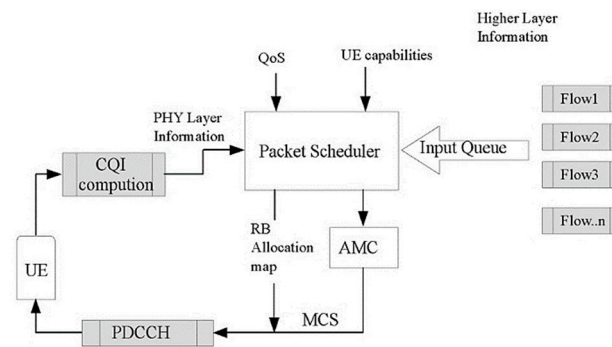 Higher Layer
Information
QoS
UE capabilities
PHY Layer
Information
Flow1
Flow2
Flow3
Flow..n
Input Queue
Packet Scheduler
CQI
compution
RB
Allocation
map
AMC
UE
MCS
PDCCH